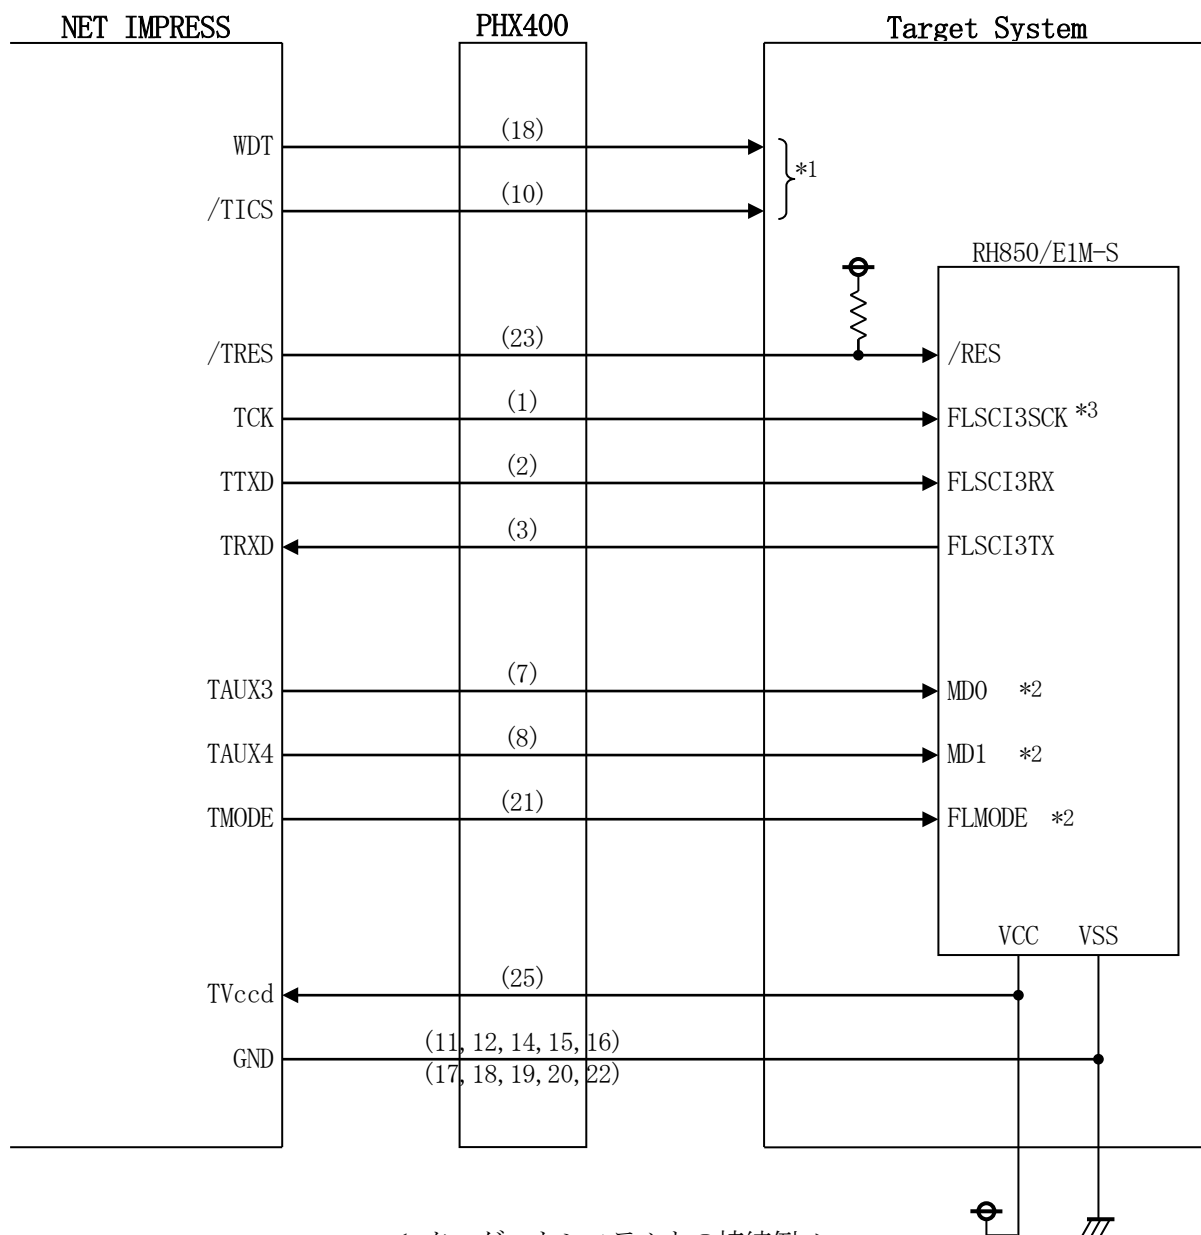 NET IMPRESS
PHX400
Target System
WDT
(18)
*1
/TICS
(10)
RH850/E1M-S
/TRES
(23)
/RES
TCK
(1)
FLSCI3SCK *3
TTXD
(2)
FLSCI3RX
TRXD
(3)
FLSCI3TX
TAUX3
(7)
MD0 *2
TAUX4
(8)
MD1 *2
TMODE
(21)
FLMODE *2
VCC
VSS
TVccd
(25)
GND
(11,12,14,15,16)
(17,18,19,20,22)